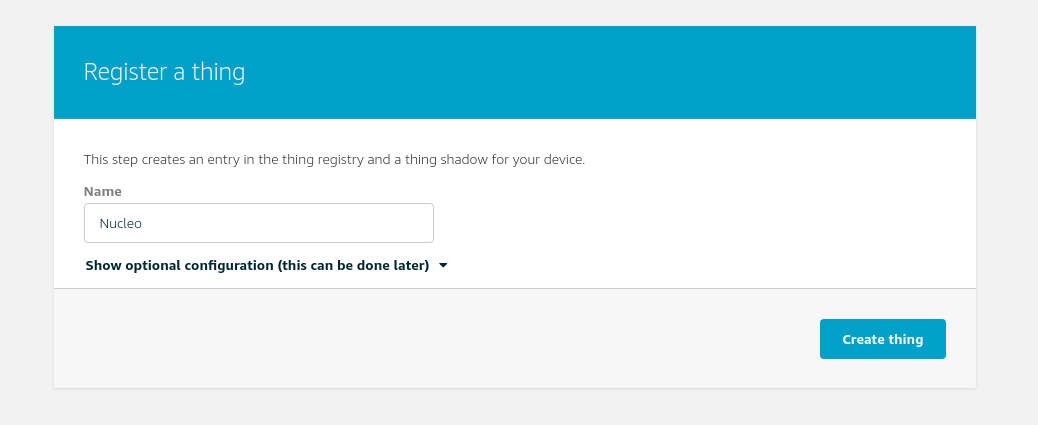 Register a thing
This step creates an entry in the thing registry and a thing shadow for your device.
Name
Nucleo
Show optional configuration (this can be done later)
Create thing